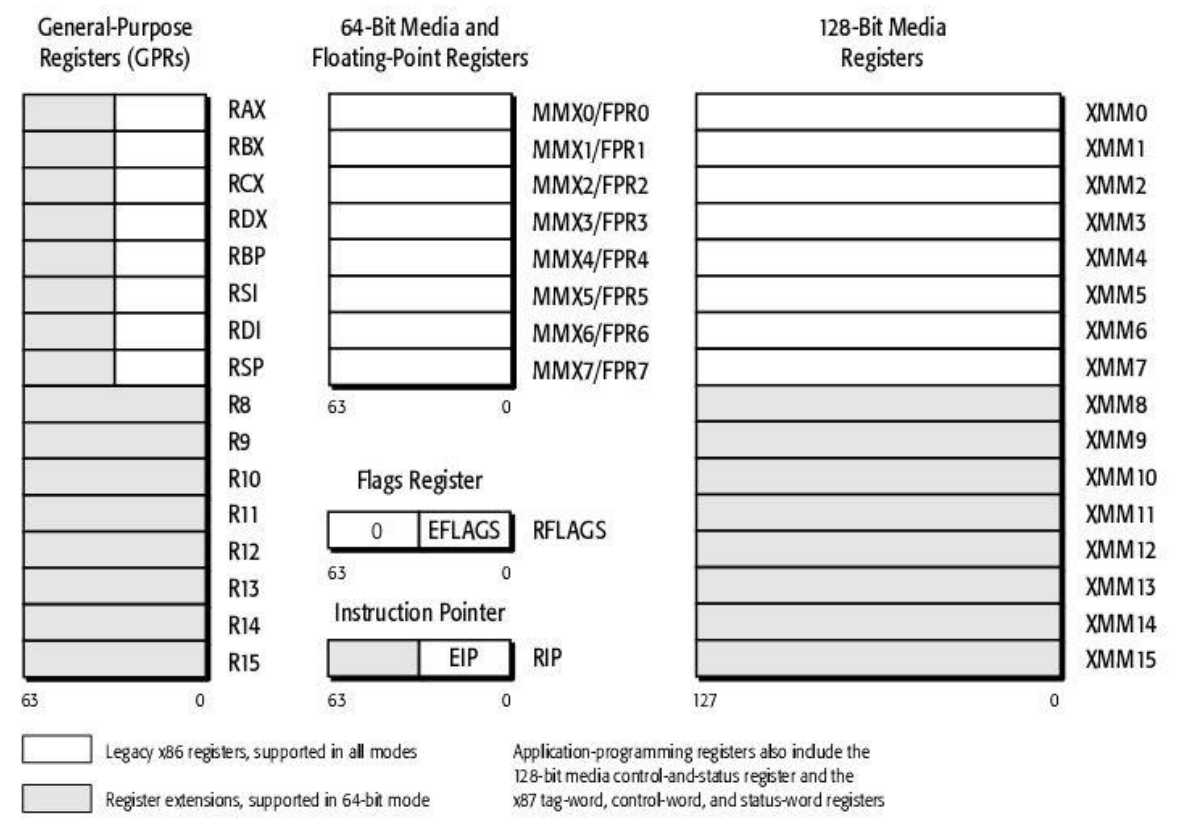 General-Purpose
Registers (GPRs)
RAX
RBX
RCX
RDX
RBP
RSI
RDI
RSP
R8
R9
R10
R11
R12
R13
R14
R15
63 0
64-Bit Media and
Floating-Point Registers
MMX0/FPR0
MMX1/FPR1
MMX2/FPR2
MMX3/FPR3
MMX4/FPR4
MMX5/FPR5
MMX6/FPR6
MMX7/FPR7
63 0
Flags Register
0 EFLAGS RFLAGS
63 0
Instruction Pointer
EIP RIP
63 0
128-Bit Media
Registers
XMM0
XMM1
XMM2
XMM3
XMM4
XMM5
XMM6
XMM7
XMM8
XMM9
XMM10
XMM11
XMM12
XMM13
XMM14
XMM15
127 0
Legacy x86 registers, supported in all modes
Register extensions, supported in 64-bit mode
Application-programming registers also include the
128-bit media control-and-status register and the
x87 tag-word, control-word, and status-word registers